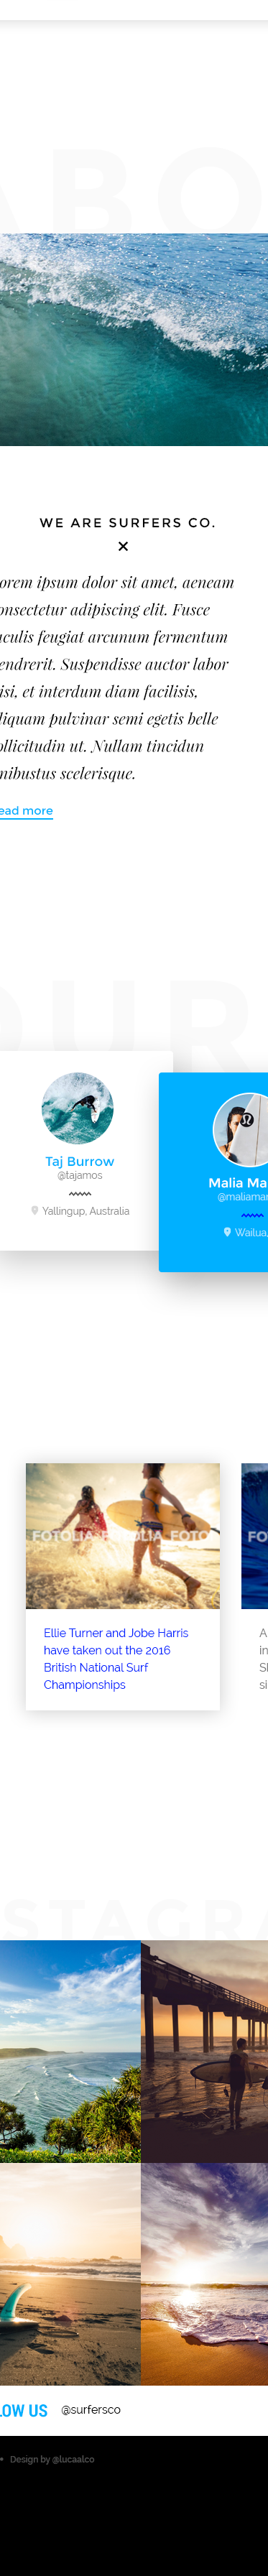 ABO
WE ARE SURFERS CO.
orem ipsum dolor sit amet, aeneam
onsectetur adipiscing elit. Fusce
aculis feugiat arcunum fermentum
endrerit. Suspendisse auctor labor
isi, et interdum diam facilisis,
liquam pulvinar semi egetis belle
ollicitudin ut. Nullam tincidun
nibustus scelerisque.
ead more
OUR
Taj Burrow
@tajamos
Yallingup, Australia
Malia Ma
@maliamar
Wailua,
FOTOLIA FOTOLIA FOTO
FO
Ellie Turner and Jobe Harris
have taken out the 2016
British National Surf
Championships
A
in
Sl
si
STAGRA
LOW US @surfersco
• Design by @lucaalco